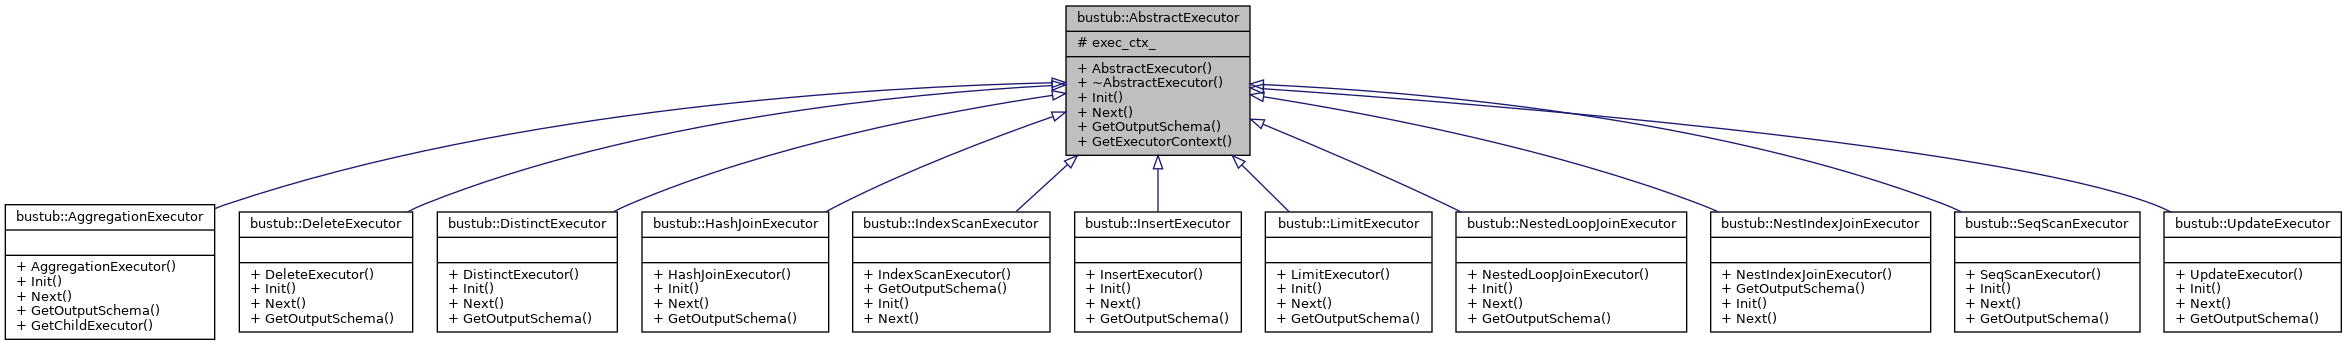 bustub::AbstractExecutor
# exec_ctx_
+ AbstractExecutor()
+ ~AbstractExecutor()
+ Init()
+ Next()
+ GetOutputSchema()
+ GetExecutorContext()
bustub::AggregationExecutor
+ AggregationExecutor()
+ Init()
+ Next()
+ GetOutputSchema()
+ GetChildExecutor()
bustub::DeleteExecutor
+ DeleteExecutor()
+ Init()
+ Next()
+ GetOutputSchema()
bustub::DistinctExecutor
+ DistinctExecutor()
+ Init()
+ Next()
+ GetOutputSchema()
bustub::HashJoinExecutor
+ HashJoinExecutor()
+ Init()
+ Next()
+ GetOutputSchema()
bustub::IndexScanExecutor
+ IndexScanExecutor()
+ GetOutputSchema()
+ Init()
+ Next()
bustub::InsertExecutor
+ InsertExecutor()
+ Init()
+ Next()
+ GetOutputSchema()
bustub::LimitExecutor
+ LimitExecutor()
+ Init()
+ Next()
+ GetOutputSchema()
bustub::NestedLoopJoinExecutor
+ NestedLoopJoinExecutor()
+ Init()
+ Next()
+ GetOutputSchema()
bustub::NestIndexJoinExecutor
+ NestIndexJoinExecutor()
+ GetOutputSchema()
+ Init()
+ Next()
bustub::SeqScanExecutor
+ SeqScanExecutor()
+ Init()
+ Next()
+ GetOutputSchema()
bustub::UpdateExecutor
+ UpdateExecutor()
+ Init()
+ Next()
+ GetOutputSchema()